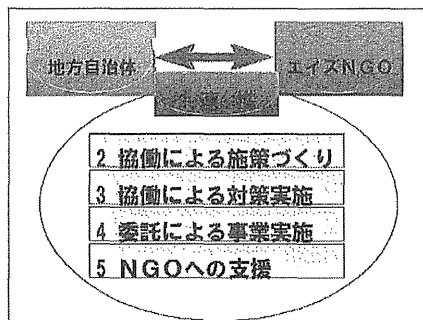 地方自治体
エイズNGO
2 協働による施策づくり
3 協働による対策実施
4 委託による事業実施
5 NGOへの支援